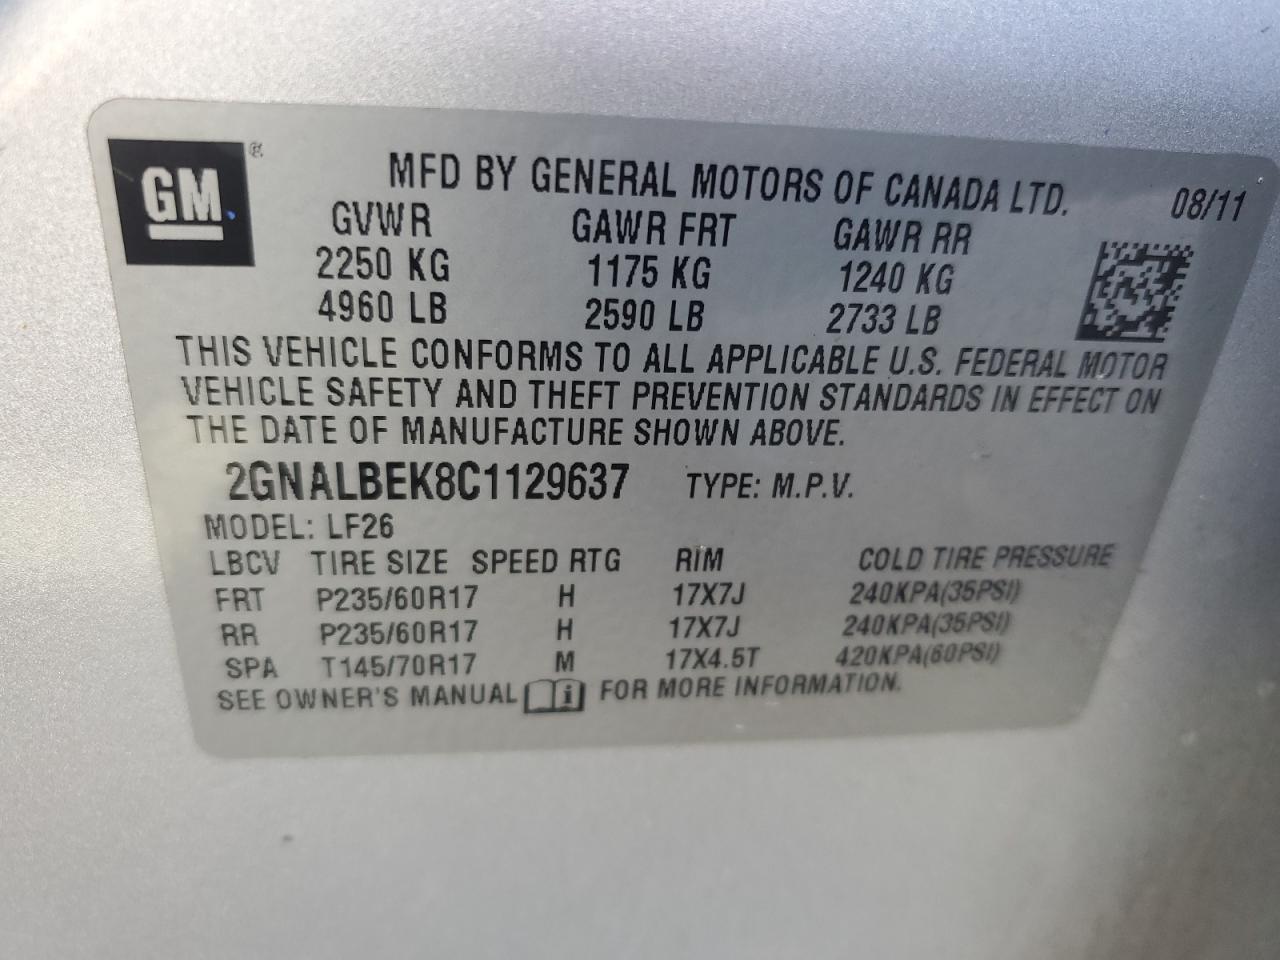 GM ®
MFD BY GENERAL MOTORS OF CANADA LTD. 08/11
GVWR GAWR FRT GAWR RR
2250 KG 1175 KG 1240 KG
4960 LB 2590 LB 2733 LB
THIS VEHICLE CONFORMS TO ALL APPLICABLE U.S. FEDERAL MOTOR
VEHICLE SAFETY AND THEFT PREVENTION STANDARDS IN EFFECT ON
THE DATE OF MANUFACTURE SHOWN ABOVE.
2GNALBEK8C1129637 TYPE: M.P.V.
MODEL: LF26
LBCV TIRE SIZE SPEED RTG RIM COLD TIRE PRESSURE
FRT P235/60R17 H 17X7J 240KPA(35PSI)
RR P235/60R17 H 17X7J 240KPA(35PSI)
SPA T145/70R17 M 17X4.5T 420KPA(60PSI)
SEE OWNER'S MANUAL i FOR MORE INFORMATION.